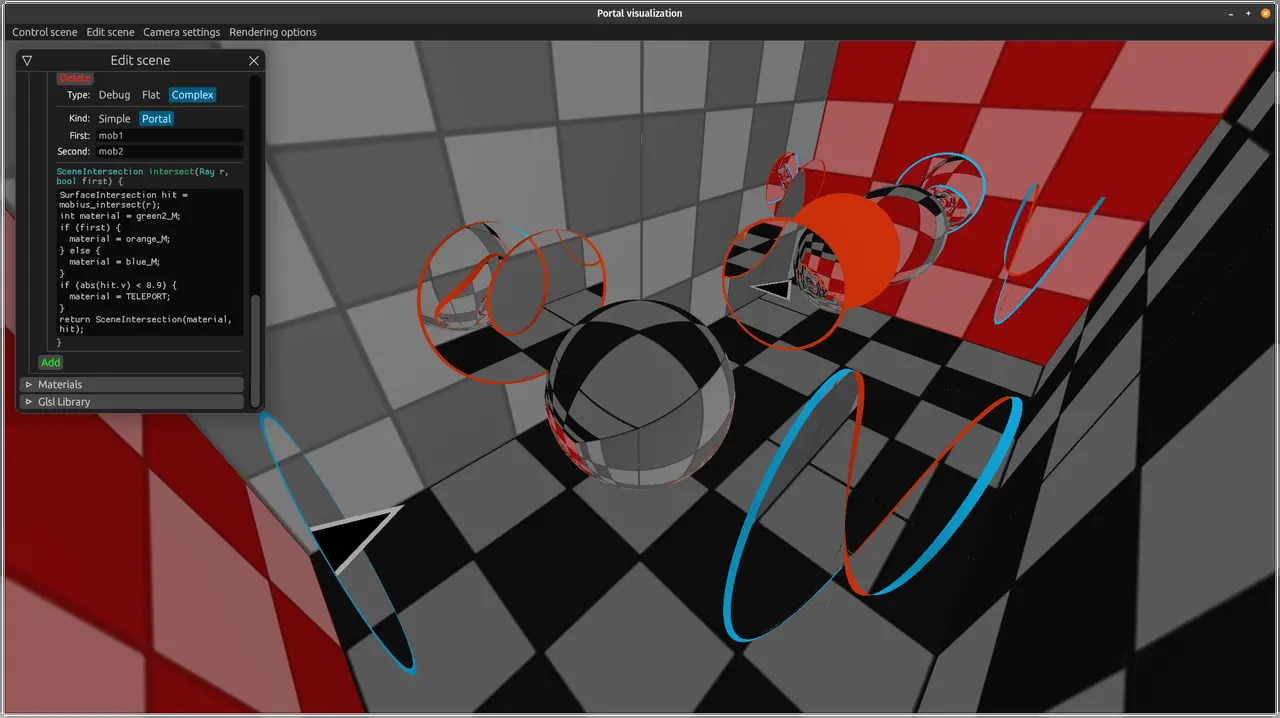 Portal visualization
Control scene Edit scene Camera settings Rendering options
Edit scene
Delete
Type: Debug Flat Complex
Kind: Simple Portal
First: mob1
Second: mob2
SceneIntersection intersect(Ray r,
bool first) {
SurfaceIntersection hit =
mobius_intersect(r);
int material = green2_M;
if (first) {
material = orange_M;
} else {
material = blue_M;
}
if (abs(hit.v) < 0.9) {
material = TELEPORT;
}
return SceneIntersection(material,
hit);
}
Add
Materials
Glsl Library